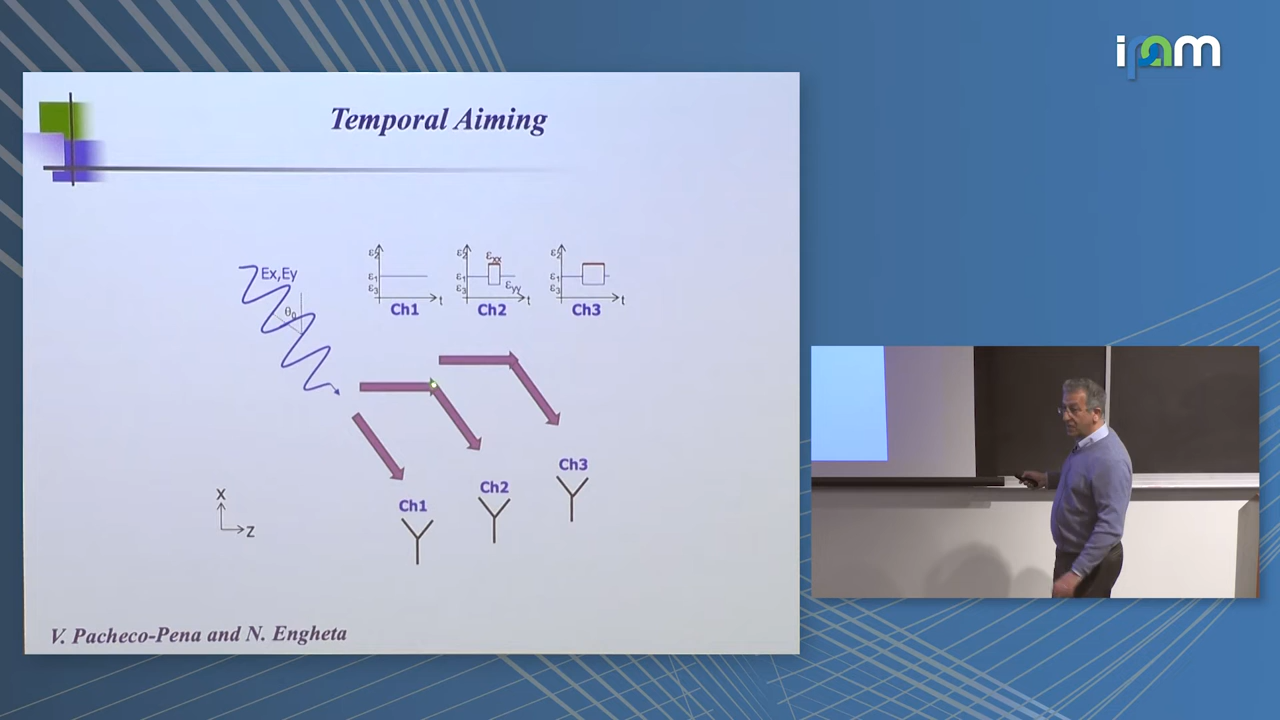 ipam
Temporal Aiming
Ex,Ey
θ₀
ε₂
ε₁
ε₃
t
Ch1
ε₂
ε₁
ε₃
εxx
εyy
t
Ch2
ε₂
ε₁
ε₃
t
Ch3
Ch3
Ch2
Ch1
x
z
V. Pacheco-Pena and N. Engheta